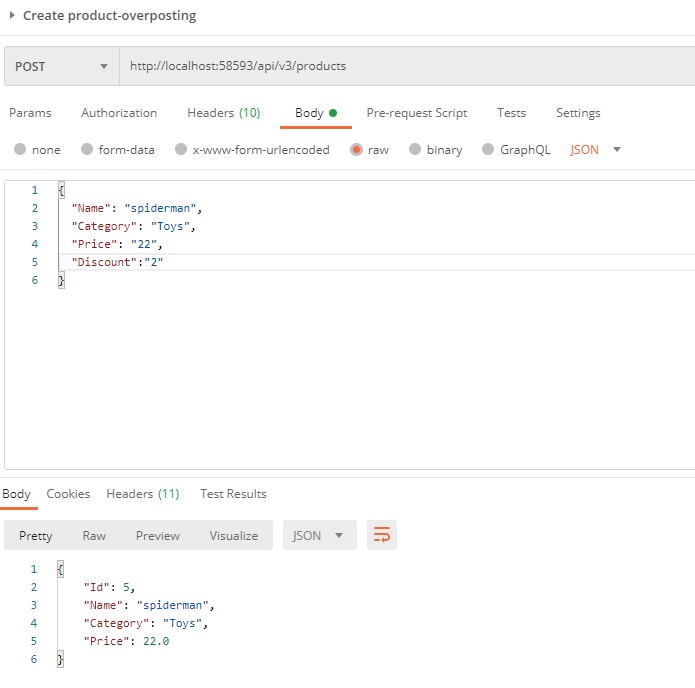 Create product-overposting
POST http://localhost:58593/api/v3/products
Params Authorization Headers (10) Body Pre-request Script Tests Settings
none form-data x-www-form-urlencoded raw binary GraphQL JSON
1 {
2 "Name": "spiderman",
3 "Category": "Toys",
4 "Price": "22",
5 "Discount":"2"
6 }
Body Cookies Headers (11) Test Results
Pretty Raw Preview Visualize JSON
1 {
2 "Id": 5,
3 "Name": "spiderman",
4 "Category": "Toys",
5 "Price": 22.0
6 }